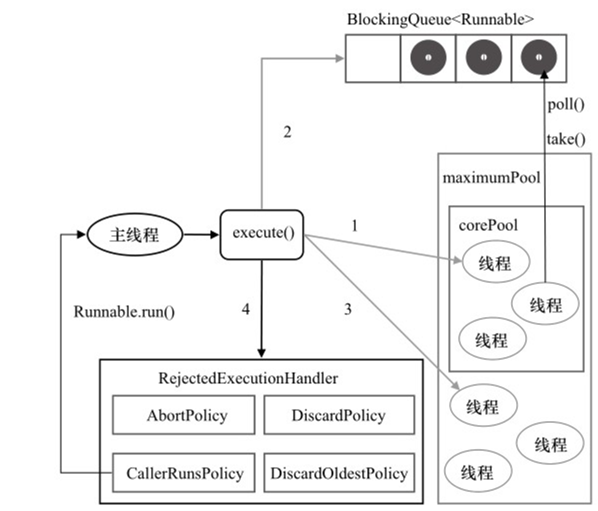 BlockingQueue<Runnable>
poll()
2
take()
maximumPool
corePool
主线程
execute()
1
线程
线程
Runnable.run()
4
3
线程
RejectedExecutionHandler
线程
AbortPolicy
DiscardPolicy
线程
CallerRunsPolicy
DiscardOldestPolicy
线程